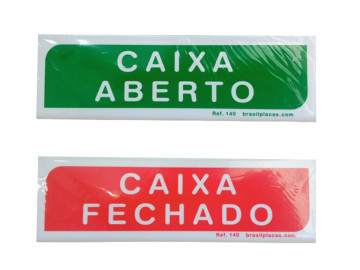 CAIXA
ABERTO
Ref. 140 brasilplacas.com
CAIXA
FECHADO
Ref. 140 brasilplacas.com